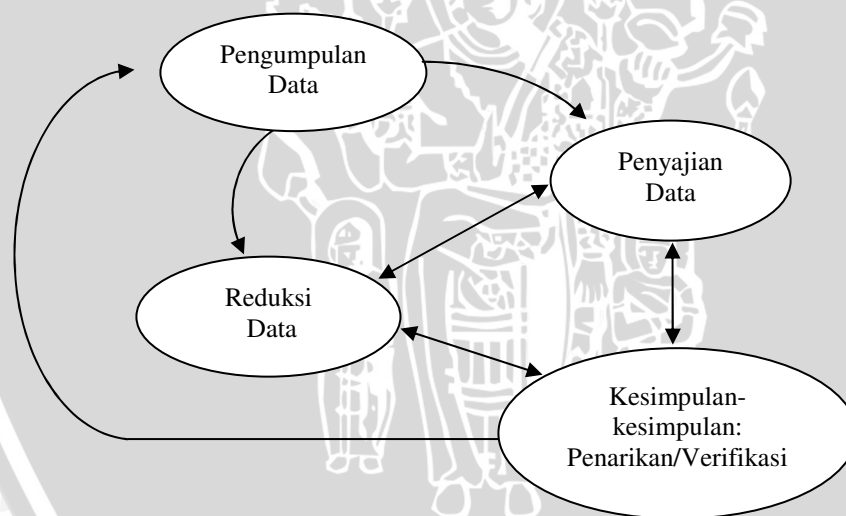 Pengumpulan
Data
Penyajian
Data
Reduksi
Data
Kesimpulan-
kesimpulan:
Penarikan/Verifikasi